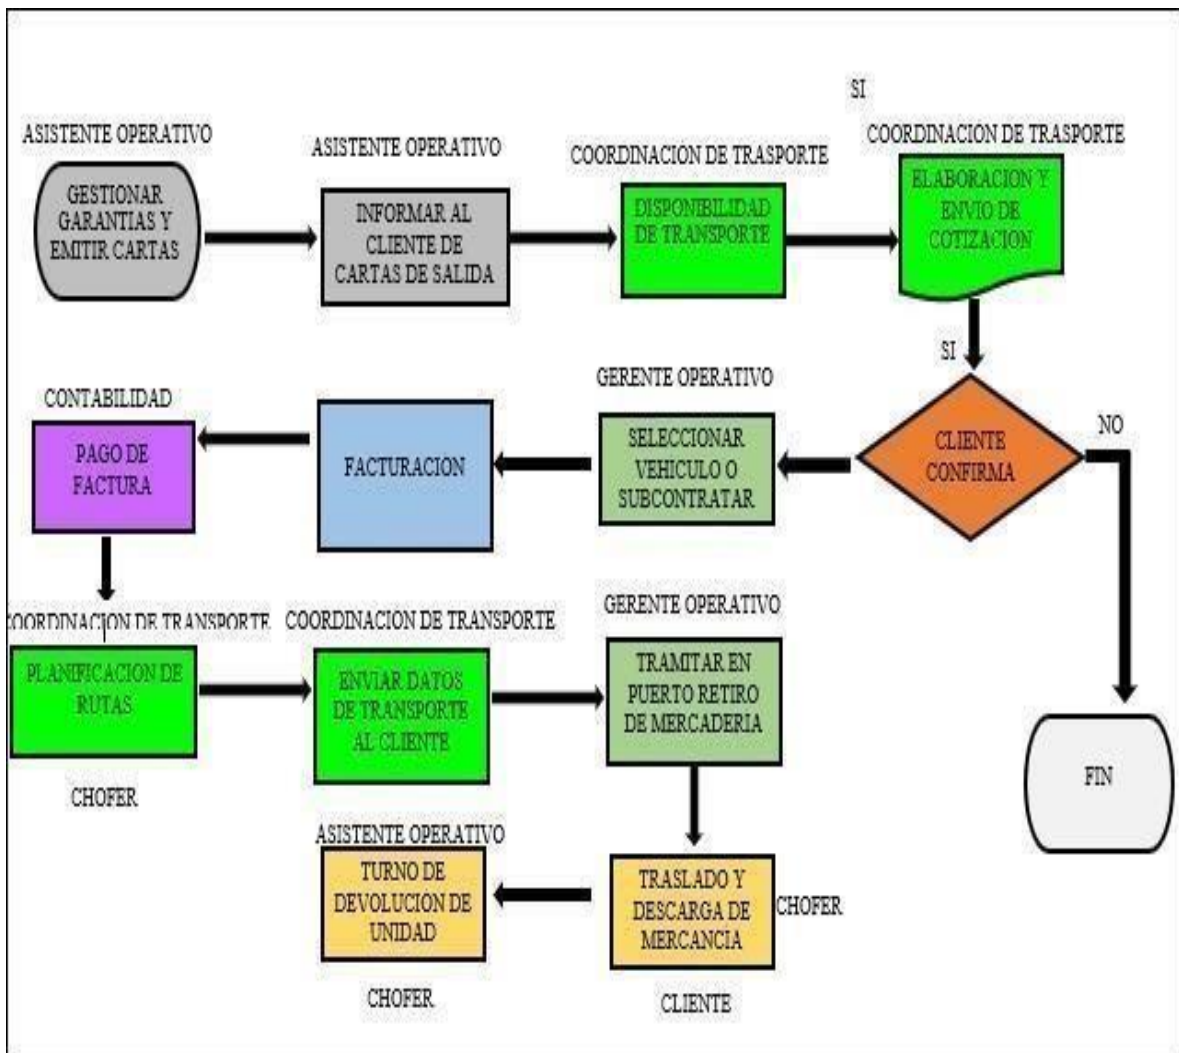 SI
ASISTENTE OPERATIVO
GESTIONAR
GARANTIAS Y
EMITIR CARTAS
ASISTENTE OPERATIVO
INFORMAR AL
CLIENTE DE
CARTAS DE SALIDA
COORDINACION DE TRASPORTE
DISPONIBILIDAD
DE TRANSPORTE
COORDINACIÓN DE TRASPORTE
ELABORACION Y
ENVIO DE
COTIZACION
SI
CLIENTE
CONFIRMA
NO
GERENTE OPERATIVO
SELECCIONAR
VEHICULO O
SUBCONTRATAR
FACTURACION
CONTABILIDAD
PAGO DE
FACTURA
COORDINACION DE TRANSPORTE
PLANIFICACION DE
RUTAS
CHOFER
COORDINACION DE TRANSPORTE
ENVIAR DATOS
DE TRANSPORTE
AL CLIENTE
GERENTE OPERATIVO
TRAMITAR EN
PUERTO RETIRO
DE MERCADERIA
FIN
TRASLADO Y
DESCARGA DE
MERCANCIA
CHOFER
CLIENTE
ASISTENTE OPERATIVO
TURNO DE
DEVOLUCION DE
UNIDAD
CHOFER